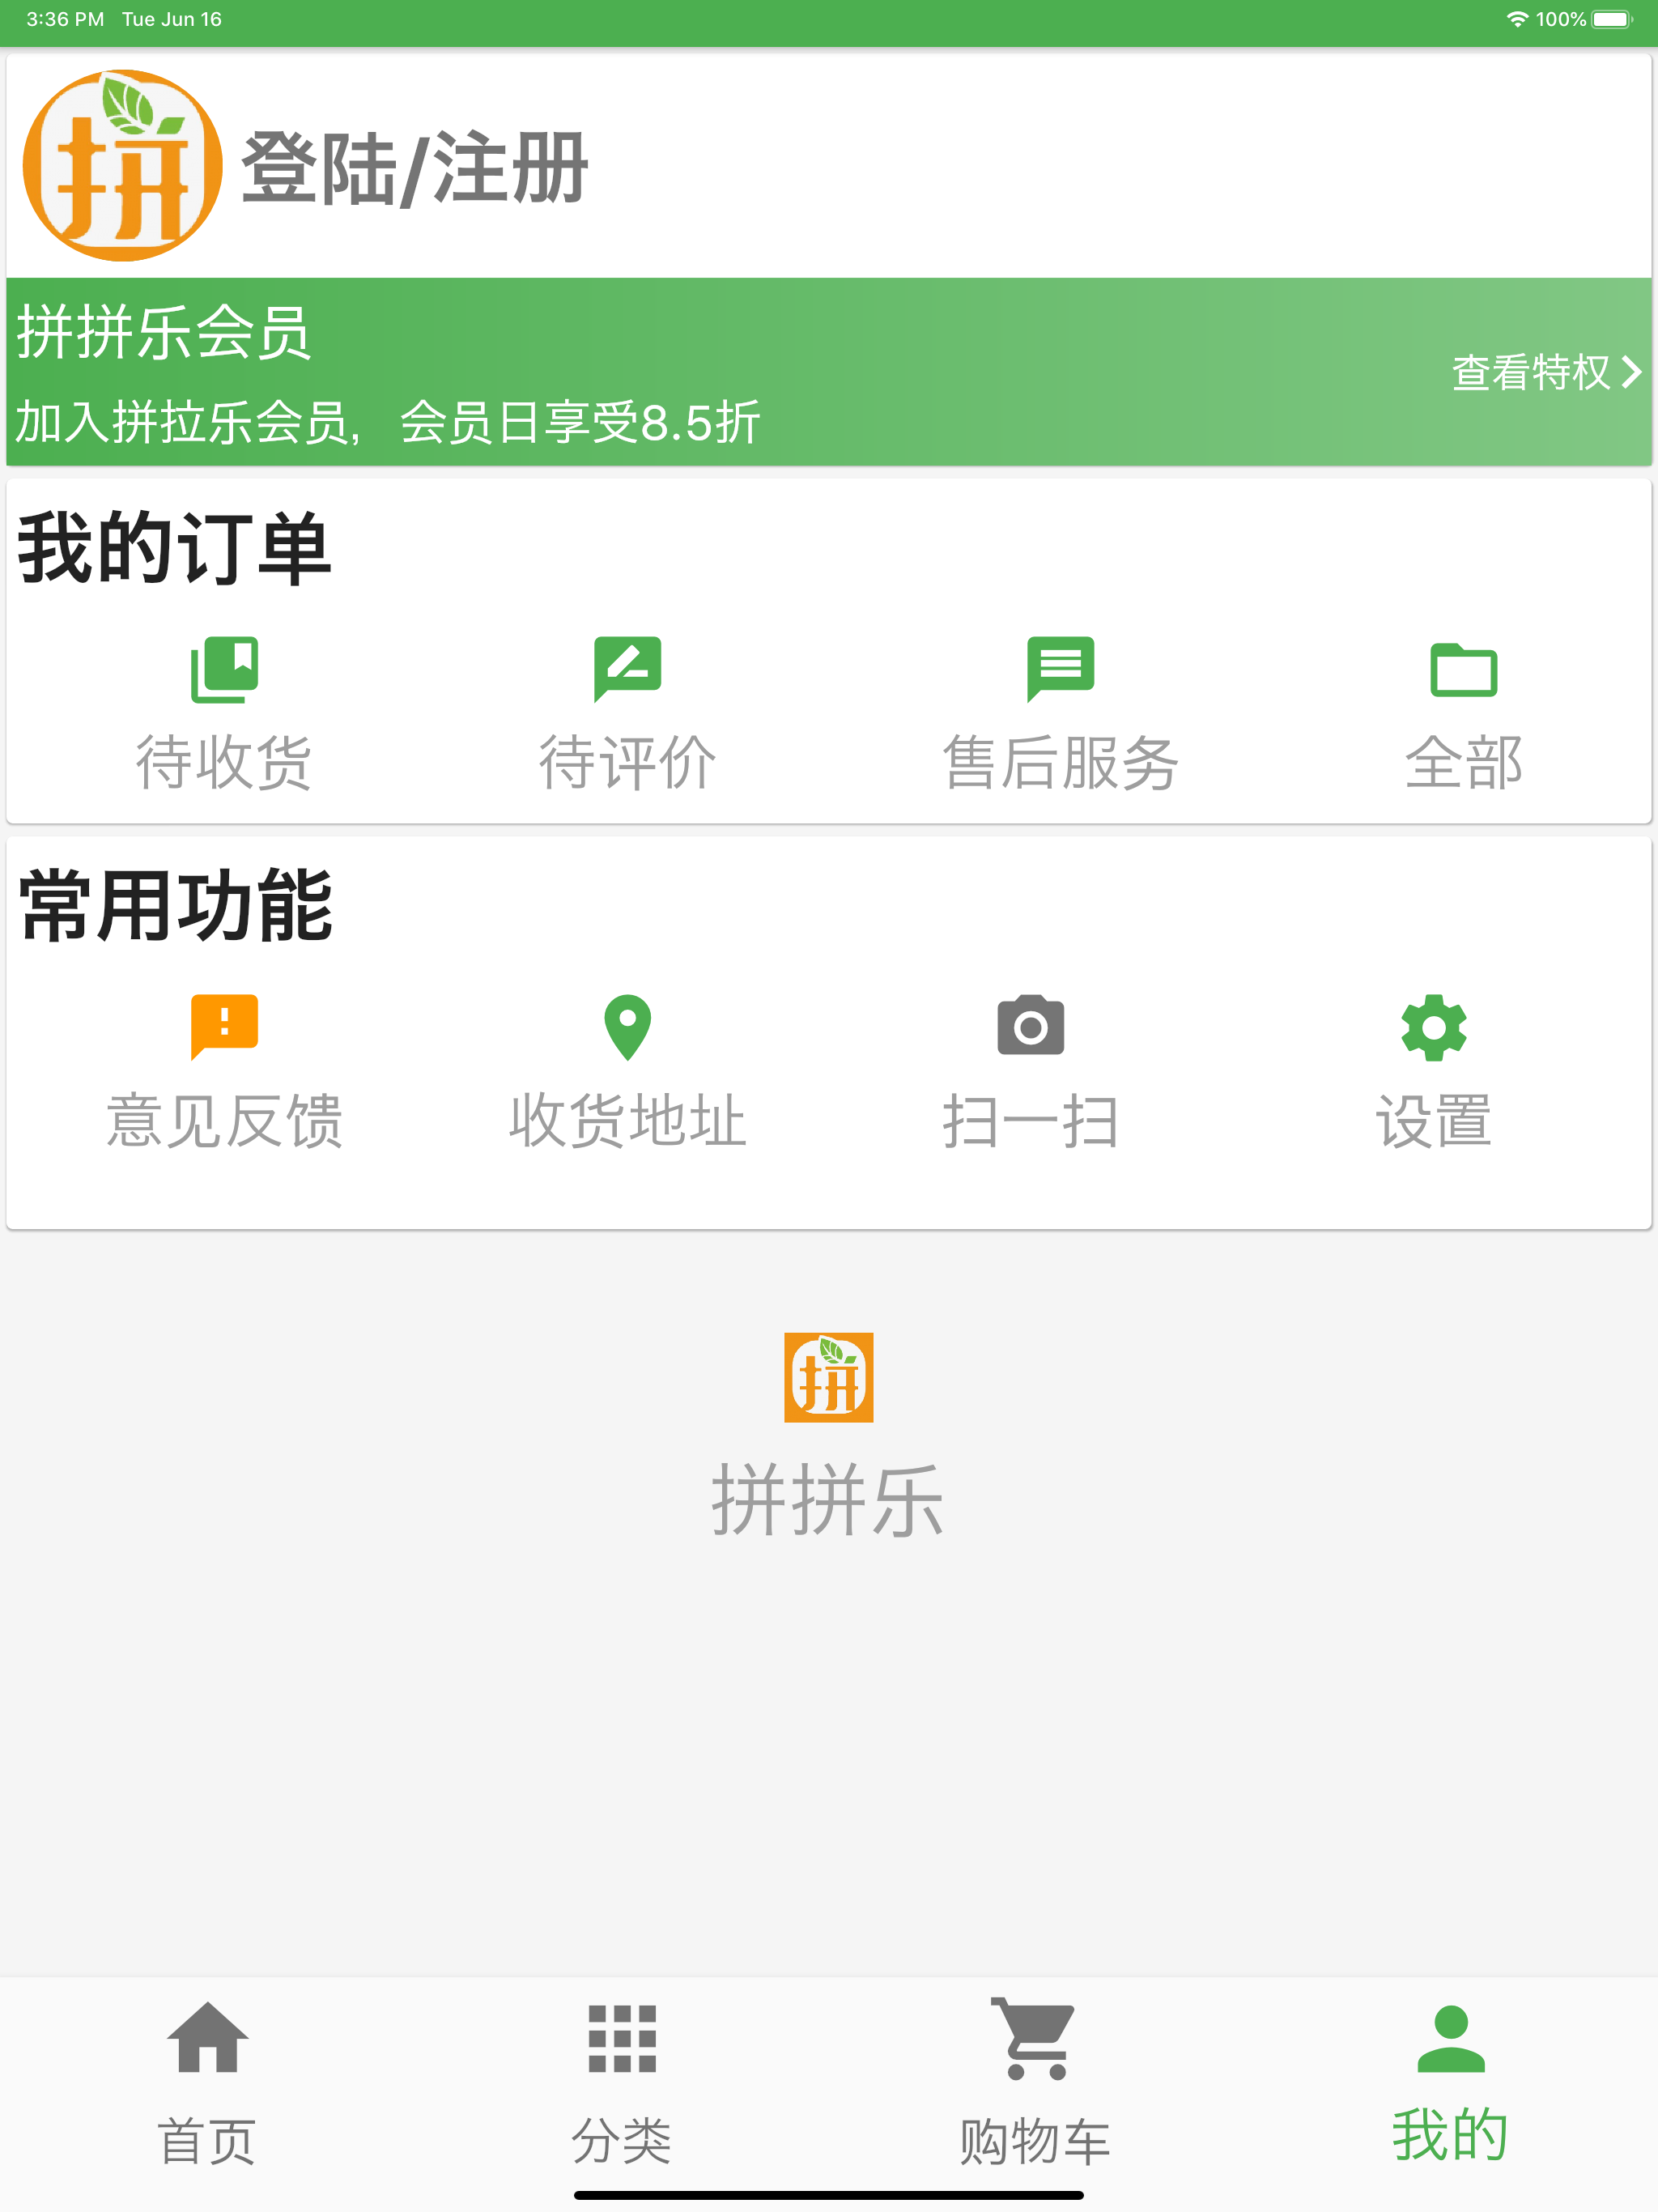 3:36 PM Tue Jun 16 100%
拼
登陆/注册
拼拼乐会员
加入拼拉乐会员, 会员日享受8.5折
查看特权
我的订单
待收货 待评价 售后服务 全部
常用功能
意见反馈 收货地址 扫一扫 设置
拼
拼拼乐
首页 分类 购物车 我的